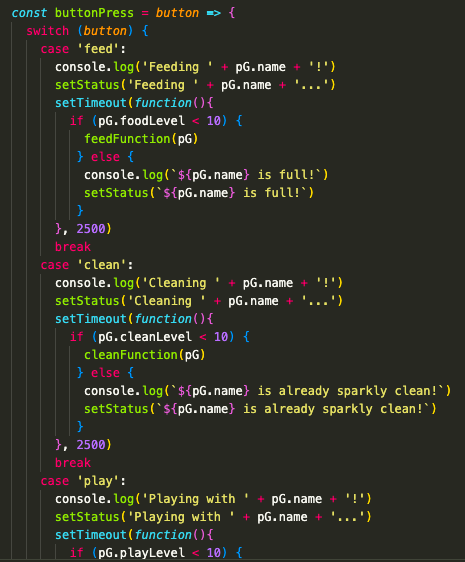 const buttonPress = button => {
switch (button) {
case 'feed':
console.log('Feeding ' + pG.name + '!')
setStatus('Feeding ' + pG.name + '...')
setTimeout(function(){
if (pG.foodLevel < 10) {
feedFunction(pG)
} else {
console.log(`${pG.name} is full!`)
setStatus(`${pG.name} is full!`)
}
}, 2500)
break
case 'clean':
console.log('Cleaning ' + pG.name + '!')
setStatus('Cleaning ' + pG.name + '...')
setTimeout(function(){
if (pG.cleanLevel < 10) {
cleanFunction(pG)
} else {
console.log(`${pG.name} is already sparkly clean!`)
setStatus(`${pG.name} is already sparkly clean!`)
}
}, 2500)
break
case 'play':
console.log('Playing with ' + pG.name + '!')
setStatus('Playing with ' + pG.name + '...')
setTimeout(function(){
if (pG.playLevel < 10) {